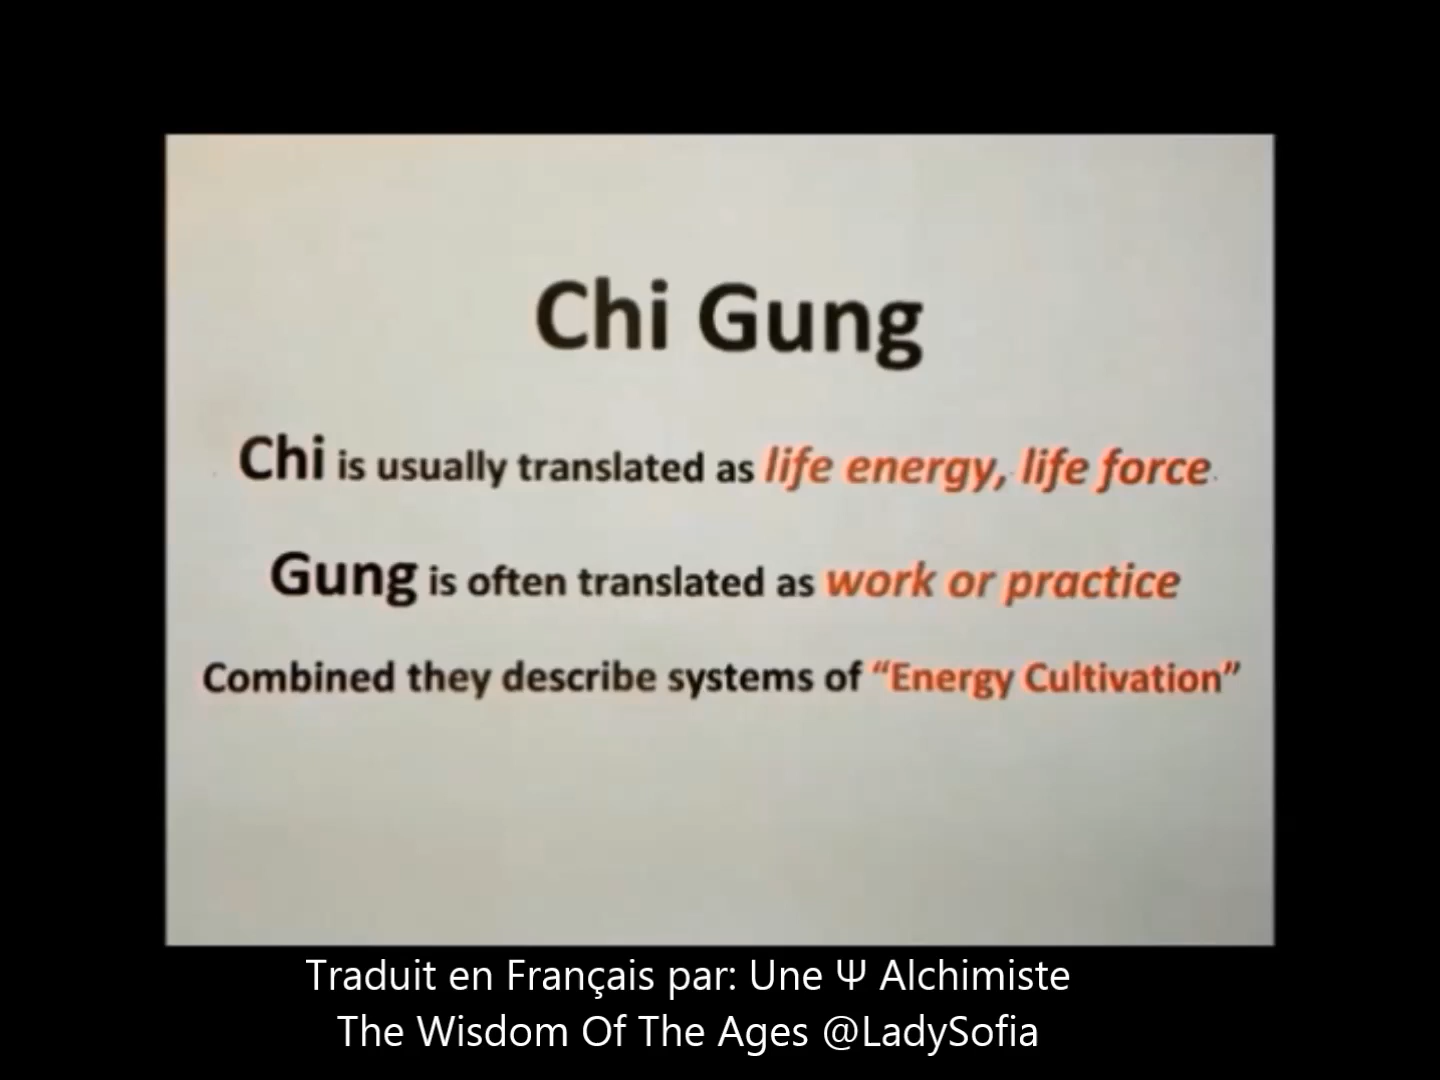 Chi Gung
Chi is usually translated as life energy, life force
Gung is often translated as work or practice
Combined they describe systems of “Energy Cultivation”
Traduit en Français par: Une Ψ Alchimiste
The Wisdom Of The Ages @LadySofia